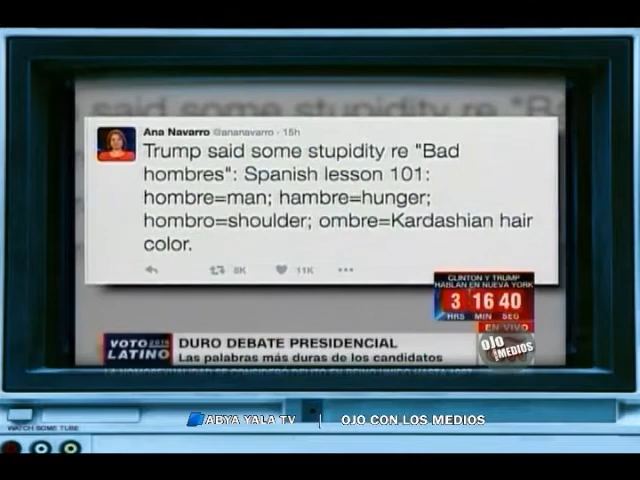 said some stupidity re "Ba
Ana Navarro @ananavarro · 15h
Trump said some stupidity re "Bad
hombres": Spanish lesson 101:
hombre=man; hambre=hunger;
hombro=shoulder; ombre=Kardashian hair
color.
8K 11K
CLINTON Y TRUMP
HABLAN EN NUEVA YORK
3 16 40
HRS MIN SEG
EN VIVO
OJO
MEDIOS
VOTO 2016
LATINO
DURO DEBATE PRESIDENCIAL
Las palabras más duras de los candidatos
WATCH SOME TUBE
ABYA YALA TV | OJO CON LOS MEDIOS